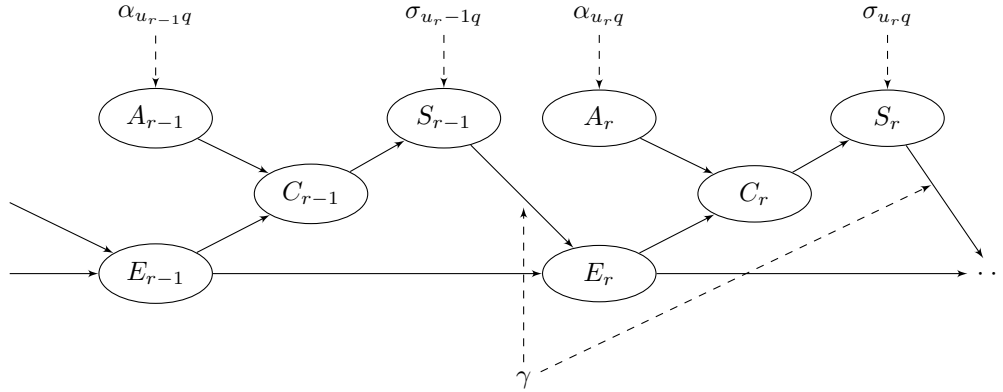 α_{u_{r−1}q} σ_{u_r−1q} α_{u_rq} σ_{u_rq}
A_{r−1} S_{r−1} A_r S_r
C_{r−1} C_r
E_{r−1} E_r ..
γ